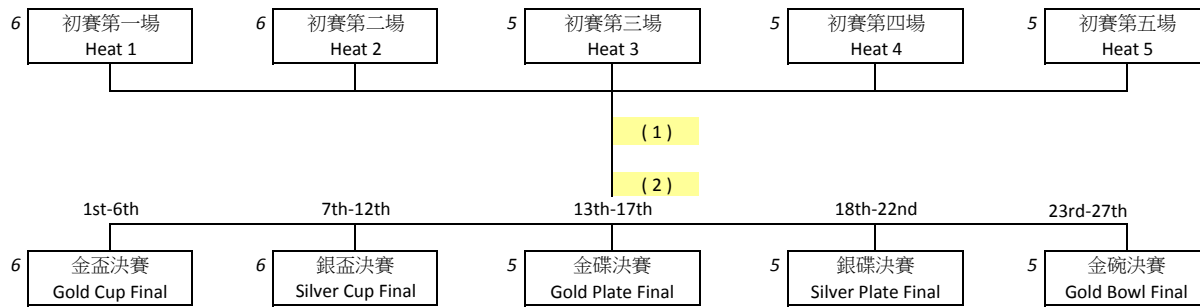 6 初賽第一場 6 初賽第二場 5 初賽第三場 5 初賽第四場 5 初賽第五場
Heat 1 Heat 2 Heat 3 Heat 4 Heat 5
( 1 )
( 2 )
1st-6th 7th-12th 13th-17th 18th-22nd 23rd-27th
6 金盃決賽 6 銀盃決賽 5 金碟決賽 5 銀碟決賽 5 金碗決賽
Gold Cup Final Silver Cup Final Gold Plate Final Silver Plate Final Gold Bowl Final